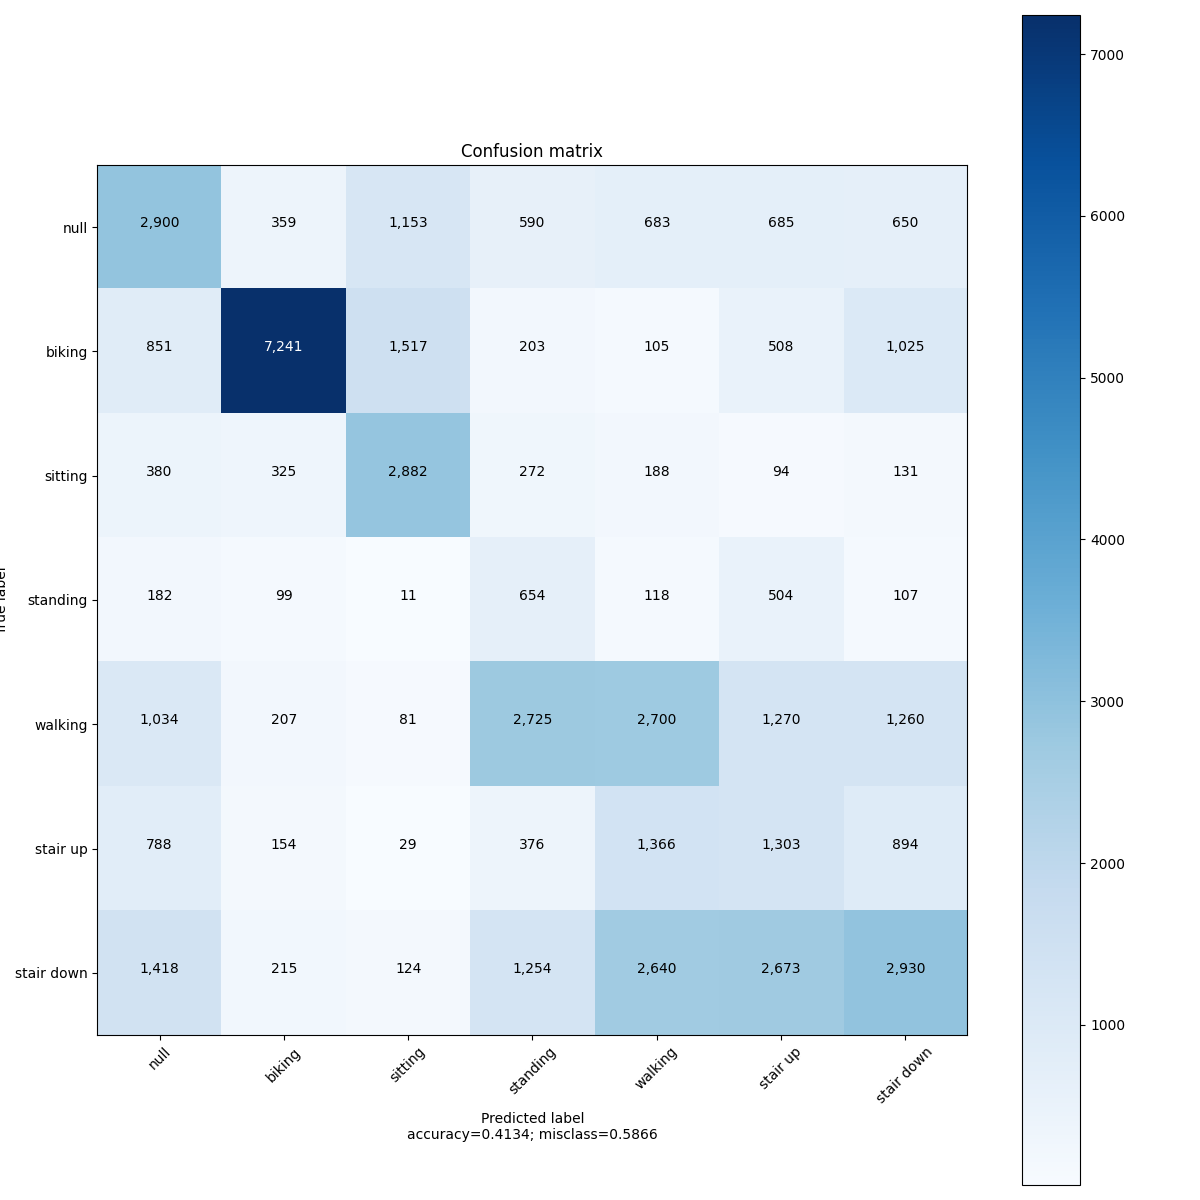 Confusion matrix
null 2,900 359 1,153 590 683 685 650
biking 851 7,241 1,517 203 105 508 1,025
sitting 380 325 2,882 272 188 94 131
standing 182 99 11 654 118 504 107
walking 1,034 207 81 2,725 2,700 1,270 1,260
stair up 788 154 29 376 1,366 1,303 894
stair down 1,418 215 124 1,254 2,640 2,673 2,930
null biking sitting standing walking stair up stair down
Predicted label
accuracy=0.4134; misclass=0.5866
7000
6000
5000
4000
3000
2000
1000